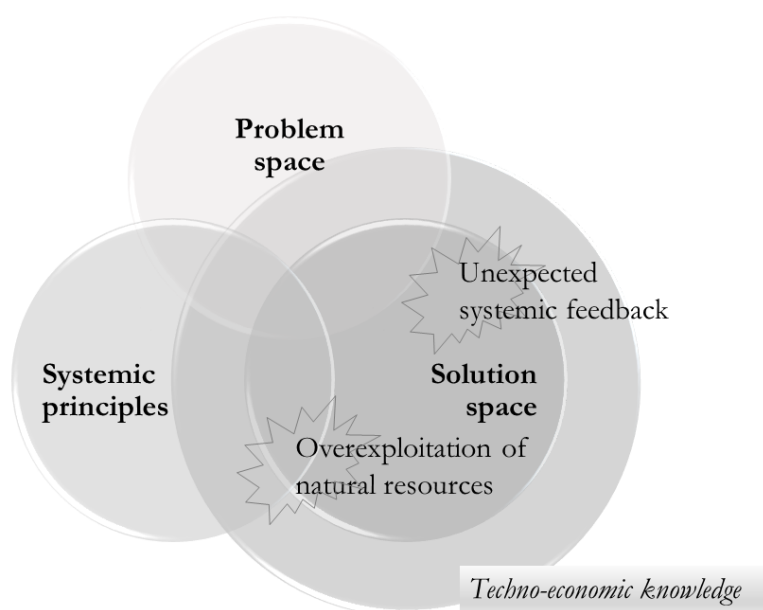 Problem
space
Unexpected
systemic feedback
Systemic
principles
Solution
space
Overexploitation of
natural resources
Techno-economic knowledge